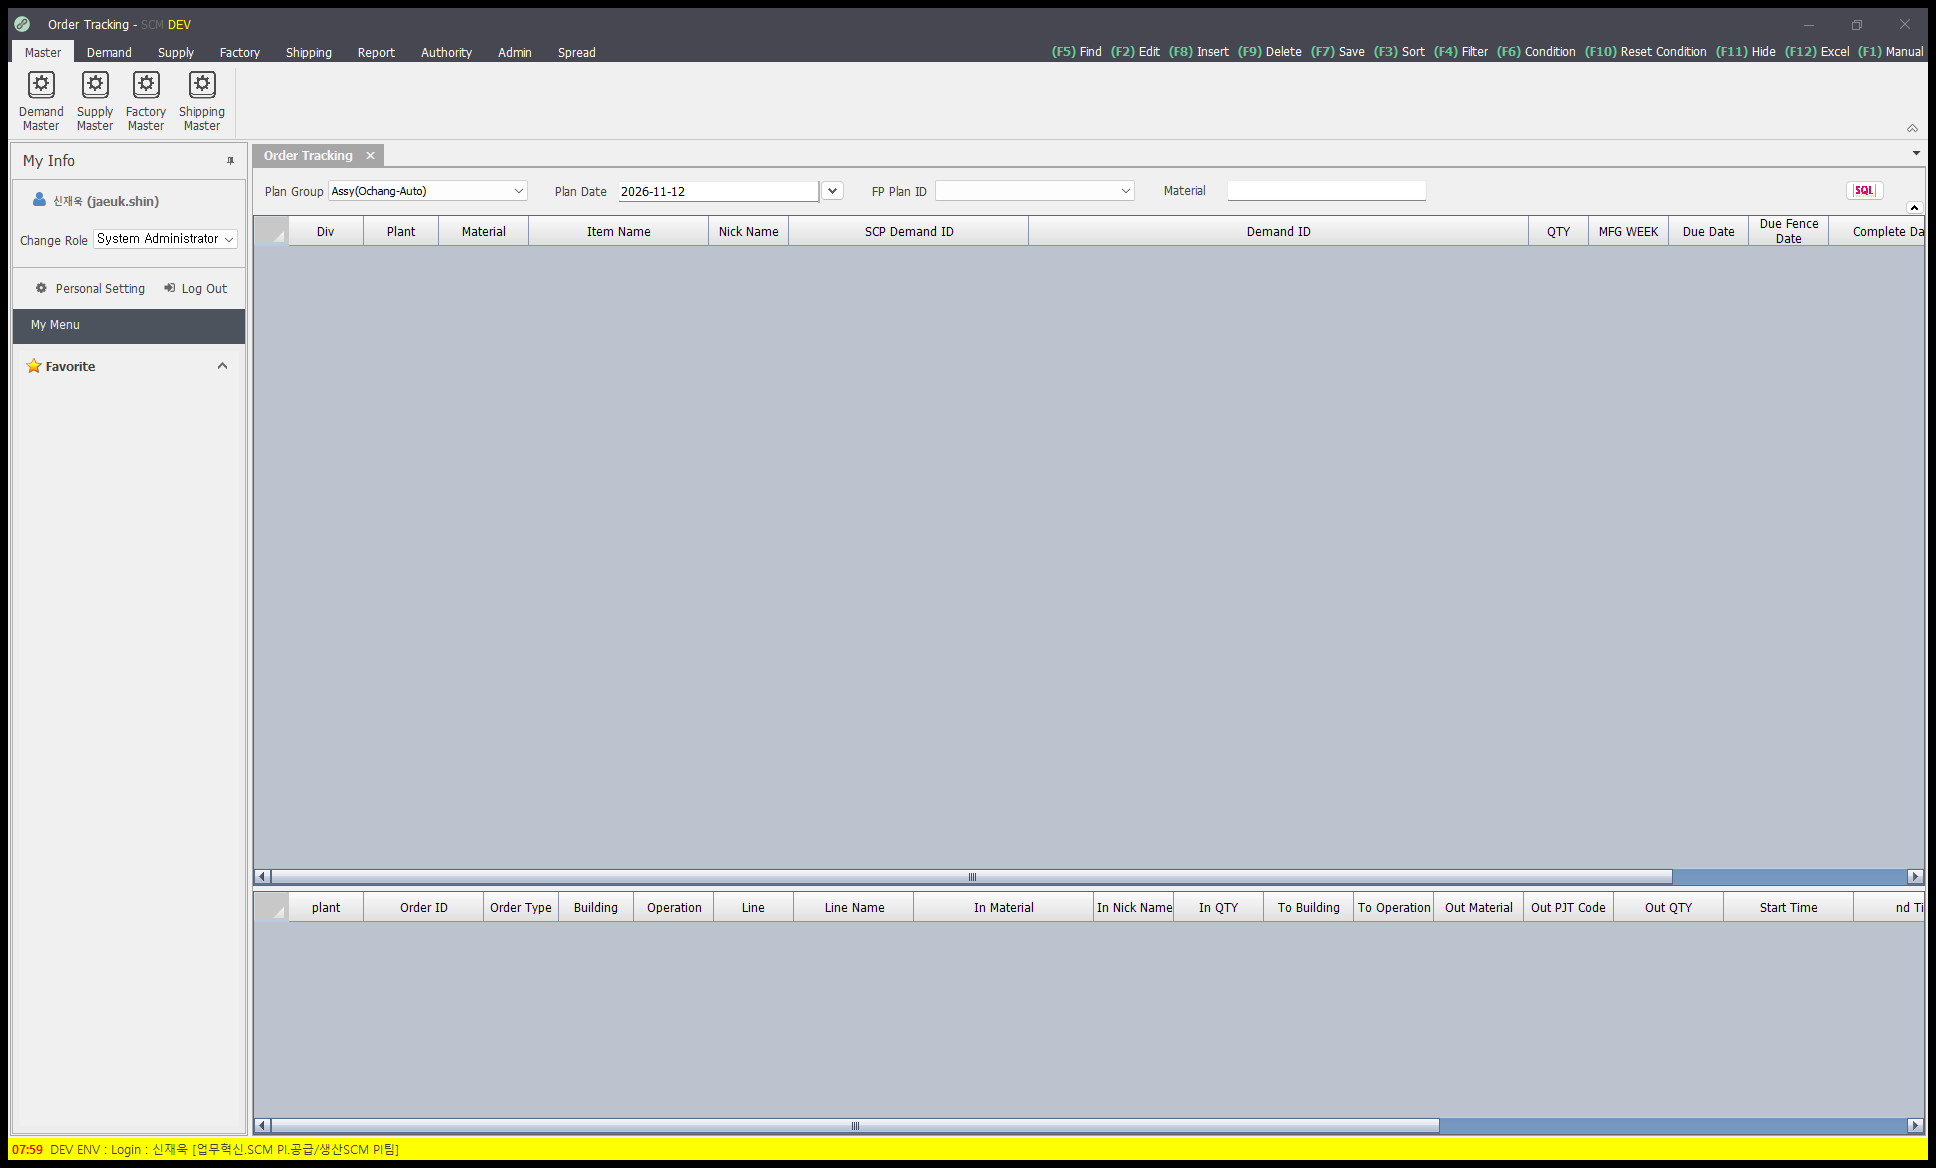 Order Tracking - SCM DEV
Master Demand Supply Factory Shipping Report Authority Admin Spread
(F5) Find (F2) Edit (F8) Insert (F9) Delete (F7) Save (F3) Sort (F4) Filter (F6) Condition (F10) Reset Condition (F11) Hide (F12) Excel (F1) Manual
Demand Master
Supply Master
Factory Master
Shipping Master
My Info
신재욱 (jaeuk.shin)
Change Role System Administrator
Personal Setting Log Out
My Menu
Favorite
Order Tracking
Plan Group Assy(Ochang-Auto) Plan Date 2026-11-12 FP Plan ID Material SQL
Div Plant Material Item Name Nick Name SCP Demand ID Demand ID QTY MFG WEEK Due Date Due Fence Date Complete Da
plant Order ID Order Type Building Operation Line Line Name In Material In Nick Name In QTY To Building To Operation Out Material Out PJT Code Out QTY Start Time nd Ti
07:59 DEV ENV : Login : 신재욱 [업무혁신.SCM PI.공급/생산SCM PI팀]